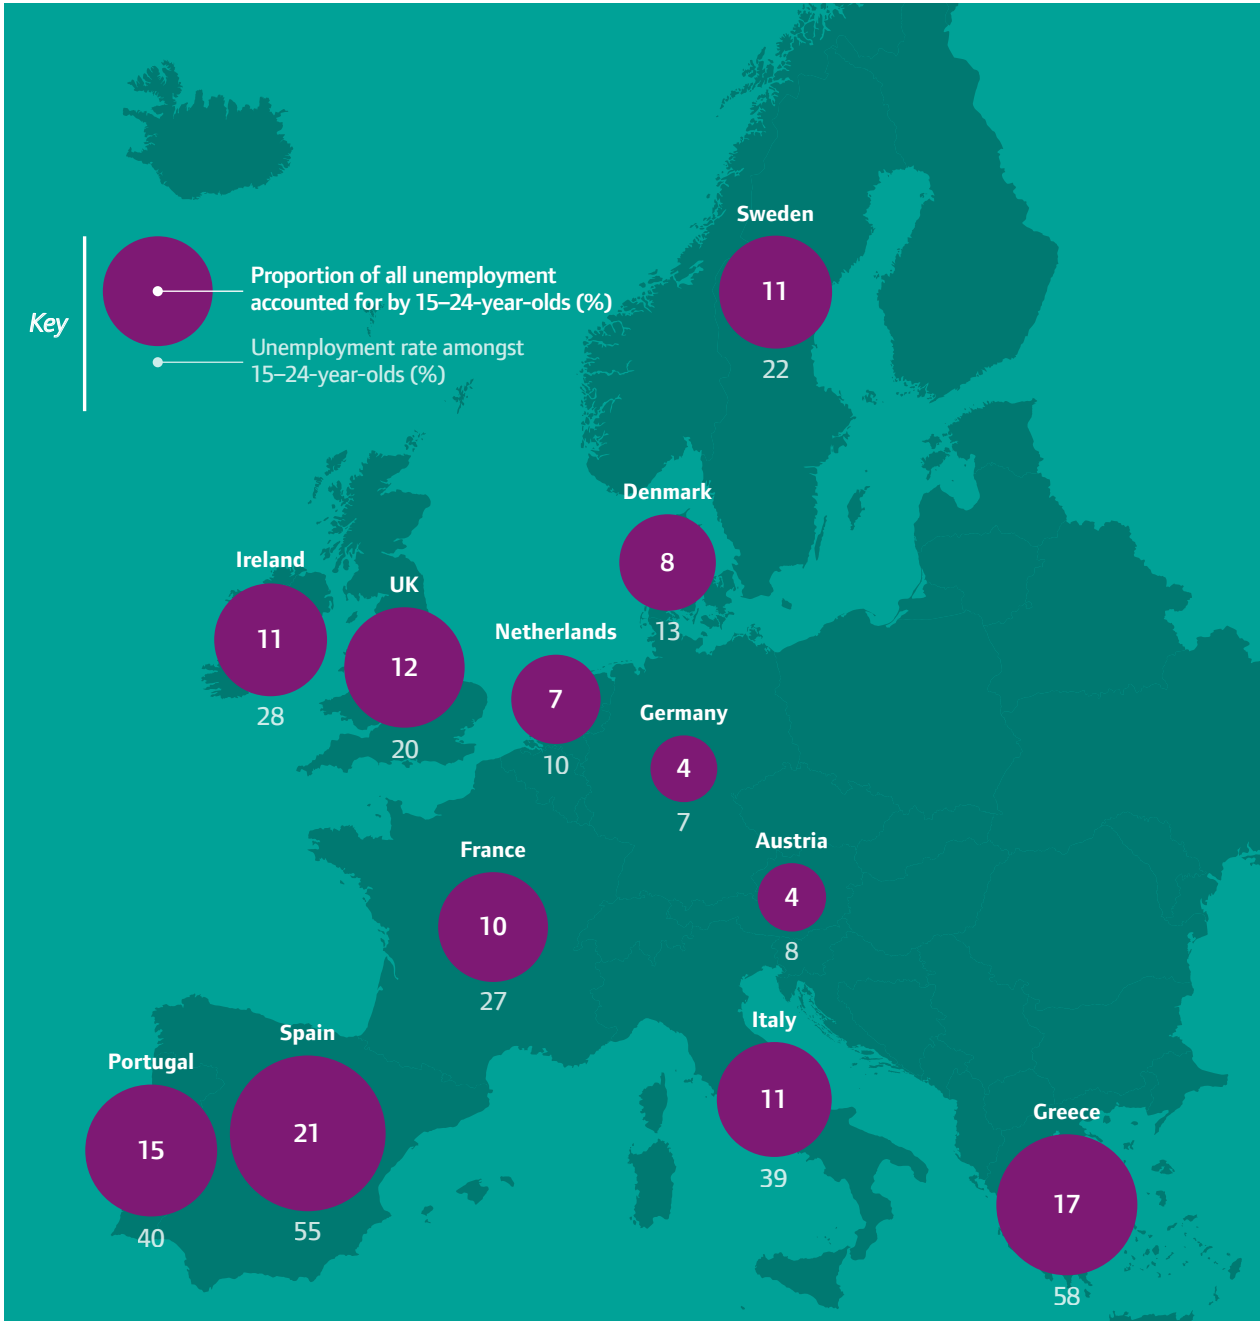 Sweden
11
22
Key
Proportion of all unemployment
accounted for by 15–24-year-olds (%)
Unemployment rate amongst
15–24-year-olds (%)
Denmark
8
13
Ireland
11
28
UK
12
20
Netherlands
7
10
Germany
4
7
Austria
4
8
France
10
27
Italy
11
39
Spain
21
55
Portugal
15
40
Greece
17
58